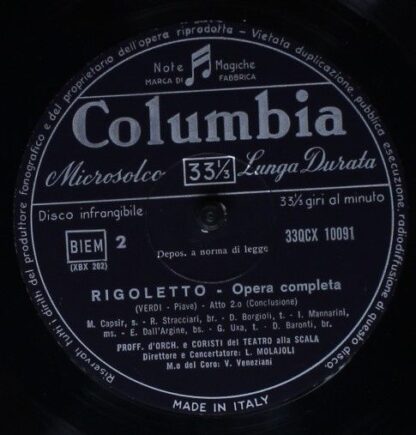 Riservati tutti i diritti del produttore fonografico e del proprietario dell'opera riprodotta - Vietata duplicazione, pubblica esecuzione, radiodiffusione di questo disco.
Note Magiche
MARCA DI FABBRICA
Columbia
Microsolco 33 1/3 Lunga Durata
Disco infrangibile 33⅓ giri al minuto
BIEM 2 Depos. a norma di legge 33QCX 10091
(XBX 202)
RIGOLETTO - Opera completa
(VERDI - Piave) - Atto 2.o (Conclusione)
M. Capsir, s. - R. Stracciari, br. - D. Borgioli, t. - I. Mannarini,
ms. - E. Dall'Argine, bs. - G. Uxa, t. - D. Baronti, br.
PROFF. d'ORCH. e CORISTI del TEATRO alla SCALA
Direttore e Concertatore: L. MOLAJOLI
M.o del Coro: V. Veneziani
MADE IN ITALY